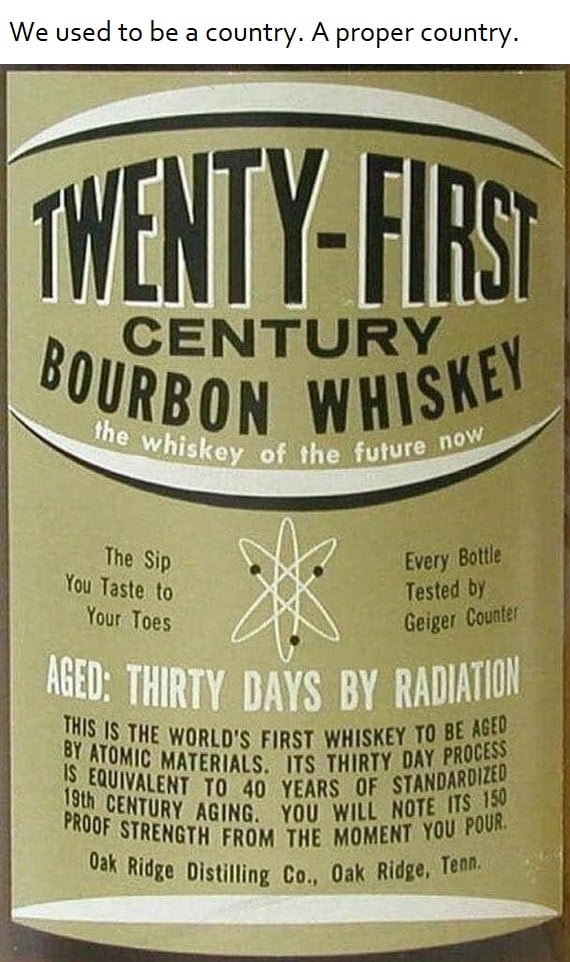 We used to be a country. A proper country.
TWENTY-FIRST
CENTURY
BOURBON WHISKEY
the whiskey of the future now
The Sip
You Taste to
Your Toes
Every Bottle
Tested by
Geiger Counter
AGED: THIRTY DAYS BY RADIATION
THIS IS THE WORLD'S FIRST WHISKEY TO BE AGED
BY ATOMIC MATERIALS. ITS THIRTY DAY PROCESS
IS EQUIVALENT TO 40 YEARS OF STANDARDIZED
19th CENTURY AGING. YOU WILL NOTE ITS 150
PROOF STRENGTH FROM THE MOMENT YOU POUR.
Oak Ridge Distilling Co., Oak Ridge, Tenn.